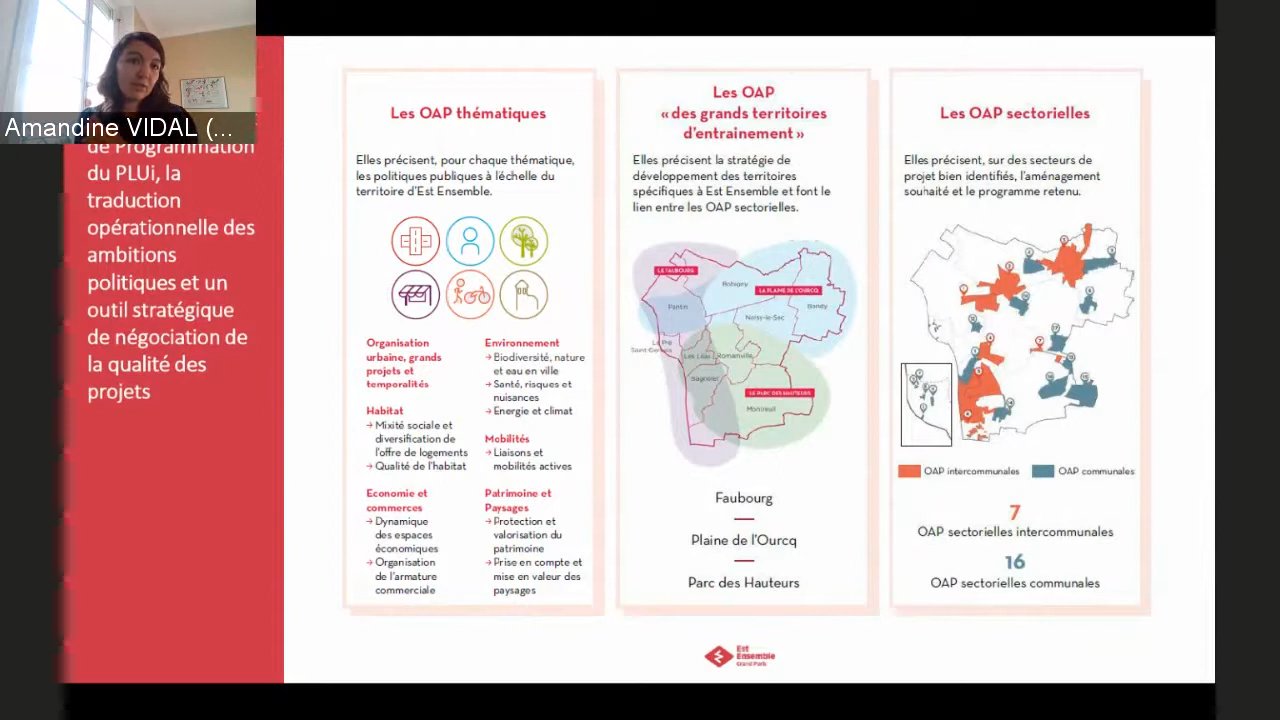 Amandine VIDAL (...
de Programmation
du PLUi, la
traduction
opérationnelle des
ambitions
politiques et un
outil stratégique
de négociation de
la qualité des
projets
Les OAP thématiques
Elles précisent, pour chaque thématique,
les politiques publiques à l'échelle du
territoire d'Est Ensemble.
Organisation
urbaine, grands
projets et
temporalités
Habitat
→ Mixité sociale et
diversification de
l'offre de logements
→ Qualité de l'habitat
Economie et
commerces
→ Dynamique
des espaces
économiques
→ Organisation
de l'armature
commerciale
Environnement
→ Biodiversité, nature
et eau en ville
→ Santé, risques et
nuisances
→ Energie et climat
Mobilités
→ Liaisons et
mobilités actives
Patrimoine et
Paysages
→ Protection et
valorisation du
patrimoine
→ Prise en compte et
mise en valeur des
paysages
Les OAP
« des grands territoires
d'entrainement »
Elles précisent la stratégie de
développement des territoires
spécifiques à Est Ensemble et font le
lien entre les OAP sectorielles.
LE FAUBOURG
Bobigny
LA PLAINE DE L'OURCQ
Pantin
Bondy
Noisy-le-Sec
Le Pré
Saint-Gervais
Les Lilas
Romainville
Bagnolet
LE PARC DES HAUTEURS
Montreuil
Faubourg
Plaine de l'Ourcq
Parc des Hauteurs
Les OAP sectorielles
Elles précisent, sur des secteurs de
projet bien identifiés, l'aménagement
souhaité et le programme retenu.
OAP intercommunales
OAP communales
7
OAP sectorielles intercommunales
16
OAP sectorielles communales
Est
Ensemble
Grand Paris